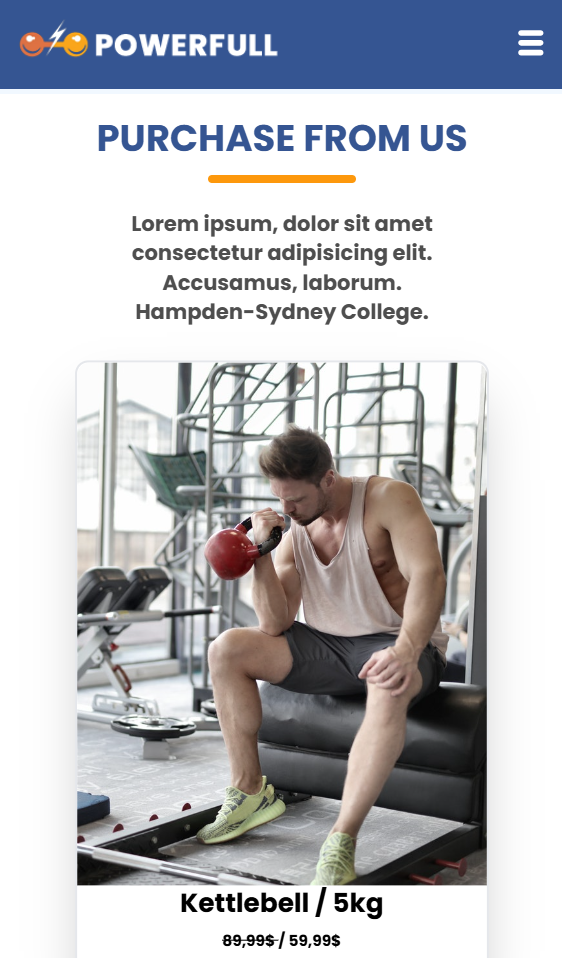 POWERFULL
PURCHASE FROM US
Lorem ipsum, dolor sit amet
consectetur adipisicing elit.
Accusamus, laborum.
Hampden-Sydney College.
Kettlebell / 5kg
89,99$ / 59,99$